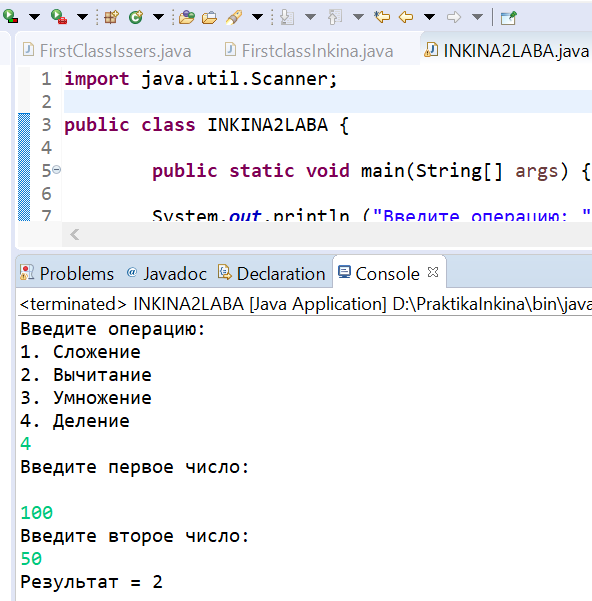 FirstClassIssers.java FirstclassInkina.java INKINA2LABA.java
1 import java.util.Scanner;
2
3 public class INKINA2LABA {
4
5 public static void main(String[] args) {
6
7 System.out.println ("Введите операцию: "
Problems @ Javadoc Declaration Console
<terminated> INKINA2LABA [Java Application] D:\PraktikaInkina\bin\java
Введите операцию:
1. Сложение
2. Вычитание
3. Умножение
4. Деление
4
Введите первое число:
100
Введите второе число:
50
Результат = 2